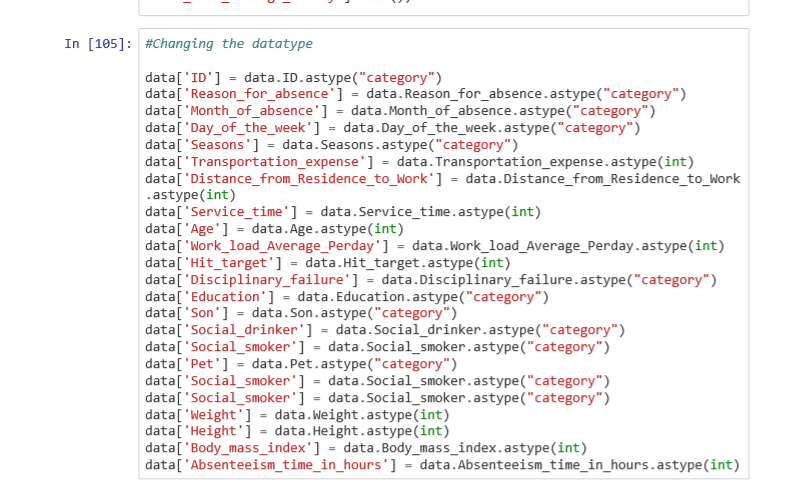 In [105]: #Changing the datatype
data['ID'] = data.ID.astype("category")
data['Reason_for_absence'] = data.Reason_for_absence.astype("category")
data['Month_of_absence'] = data.Month_of_absence.astype("category")
data['Day_of_the_week'] = data.Day_of_the_week.astype("category")
data['Seasons'] = data.Seasons.astype("category")
data['Transportation_expense'] = data.Transportation_expense.astype(int)
data['Distance_from_Residence_to_Work'] = data.Distance_from_Residence_to_Work
.astype(int)
data['Service_time'] = data.Service_time.astype(int)
data['Age'] = data.Age.astype(int)
data['Work_load_Average_Perday'] = data.Work_load_Average_Perday.astype(int)
data['Hit_target'] = data.Hit_target.astype(int)
data['Disciplinary_failure'] = data.Disciplinary_failure.astype("category")
data['Education'] = data.Education.astype("category")
data['Son'] = data.Son.astype("category")
data['Social_drinker'] = data.Social_drinker.astype("category")
data['Social_smoker'] = data.Social_smoker.astype("category")
data['Pet'] = data.Pet.astype("category")
data['Social_smoker'] = data.Social_smoker.astype("category")
data['Social_smoker'] = data.Social_smoker.astype("category")
data['Weight'] = data.Weight.astype(int)
data['Height'] = data.Height.astype(int)
data['Body_mass_index'] = data.Body_mass_index.astype(int)
data['Absenteeism_time_in_hours'] = data.Absenteeism_time_in_hours.astype(int)